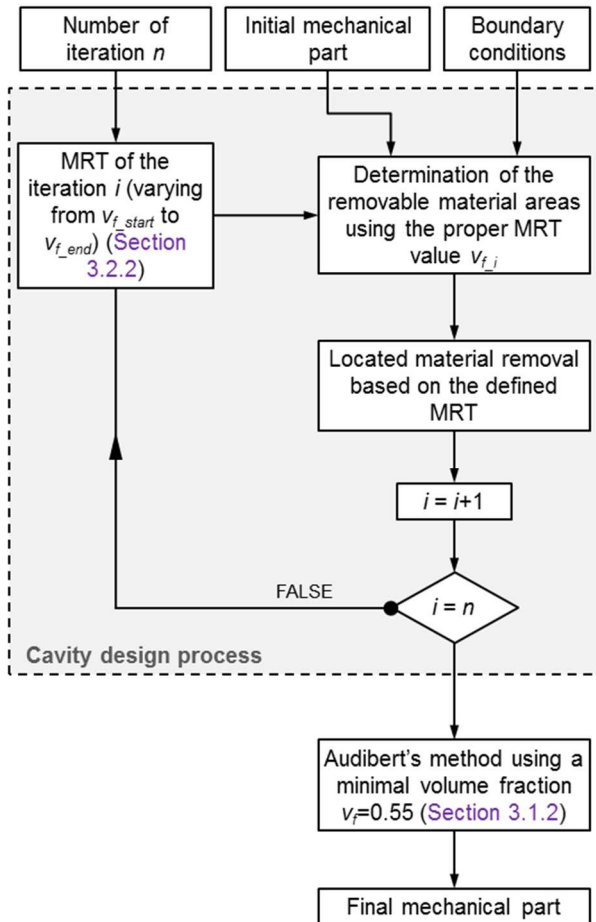 Number of
iteration n
Initial mechanical
part
Boundary
conditions
MRT of the
iteration i (varying
from v_f_start to
v_f_end) (Section
3.2.2)
Determination of the
removable material areas
using the proper MRT
value v_f_i
Located material removal
based on the defined
MRT
i = i+1
FALSE
i = n
Cavity design process
Audibert's method using a
minimal volume fraction
v_f=0.55 (Section 3.1.2)
Final mechanical part